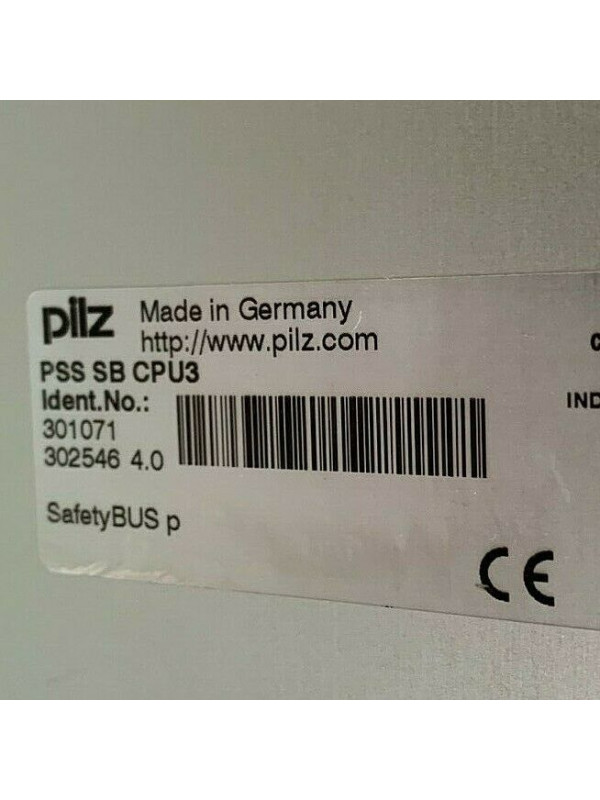 pilz Made in Germany
http://www.pilz.com
PSS SB CPU3
Ident.No.:
301071
302546 4.0
SafetyBUS p
CE